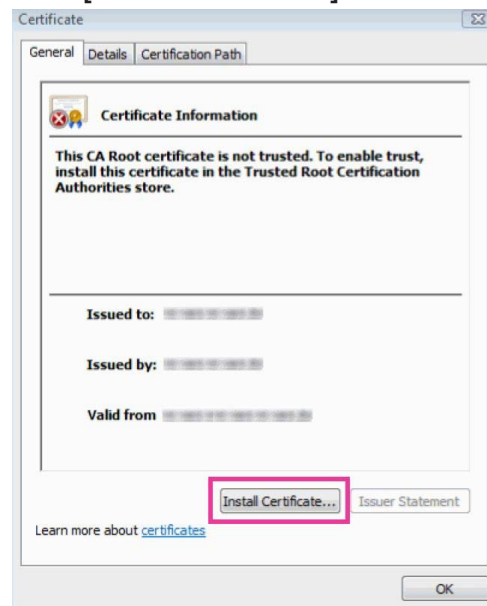 Certificate
General Details Certification Path
Certificate Information
This CA Root certificate is not trusted. To enable trust,
install this certificate in the Trusted Root Certification
Authorities store.
Issued to:
Issued by:
Valid from
Install Certificate... Issuer Statement
Learn more about certificates
OK